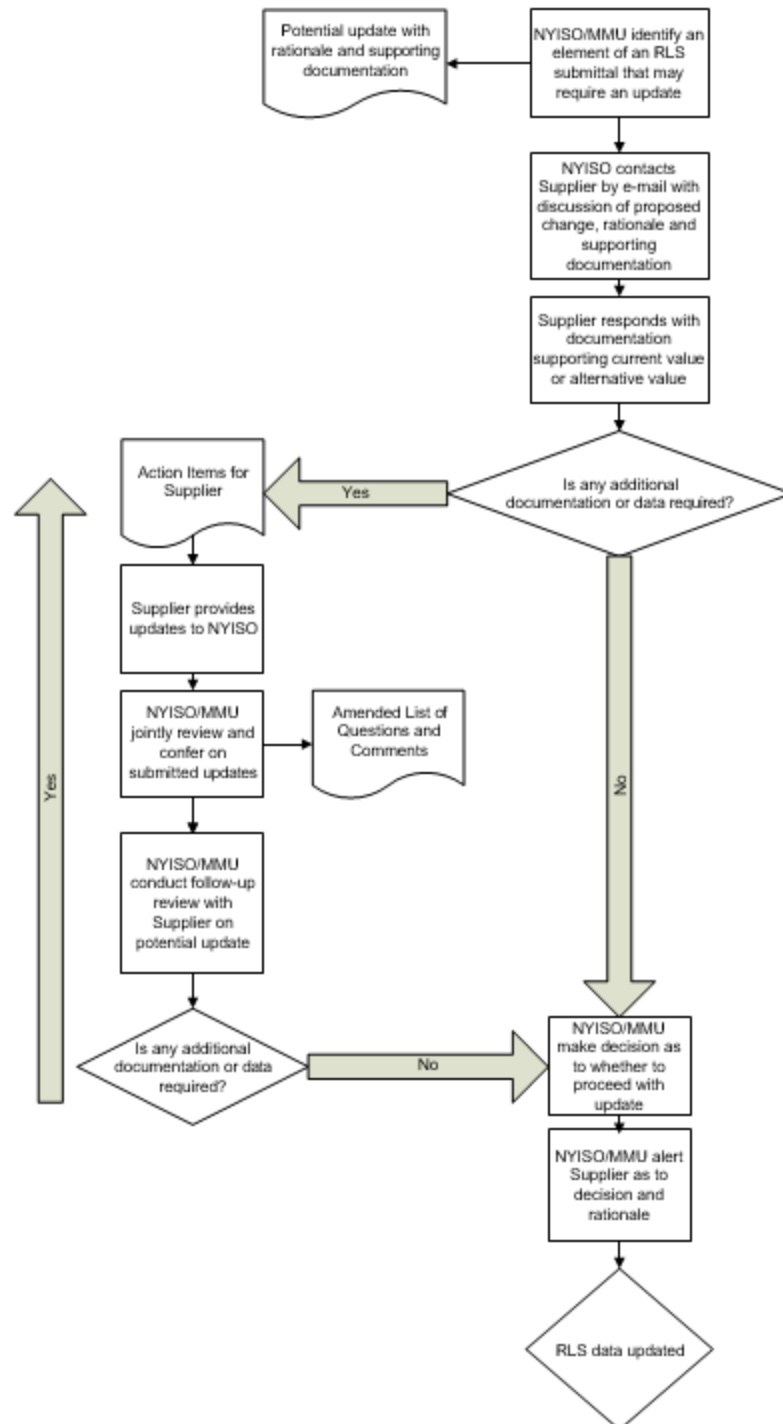 Potential update with
rationale and supporting
documentation
NYISO/MMU identify an
element of an RLS
submittal that may
require an update
NYISO contacts
Supplier by e-mail with
discussion of proposed
change, rationale and
supporting
documentation
Supplier responds with
documentation
supporting current value
or alternative value
Is any additional
documentation or data required?
Yes
Action Items for
Supplier
Supplier provides
updates to NYISO
NYISO/MMU
jointly review and
confer on
submitted updates
Amended List of
Questions and
Comments
NYISO/MMU
conduct follow-up
review with
Supplier on
potential update
Is any additional
documentation or data
required?
Yes
No
No
NYISO/MMU
make decision as
to whether to
proceed with
update
NYISO/MMU alert
Supplier as to
decision and
rationale
RLS data updated